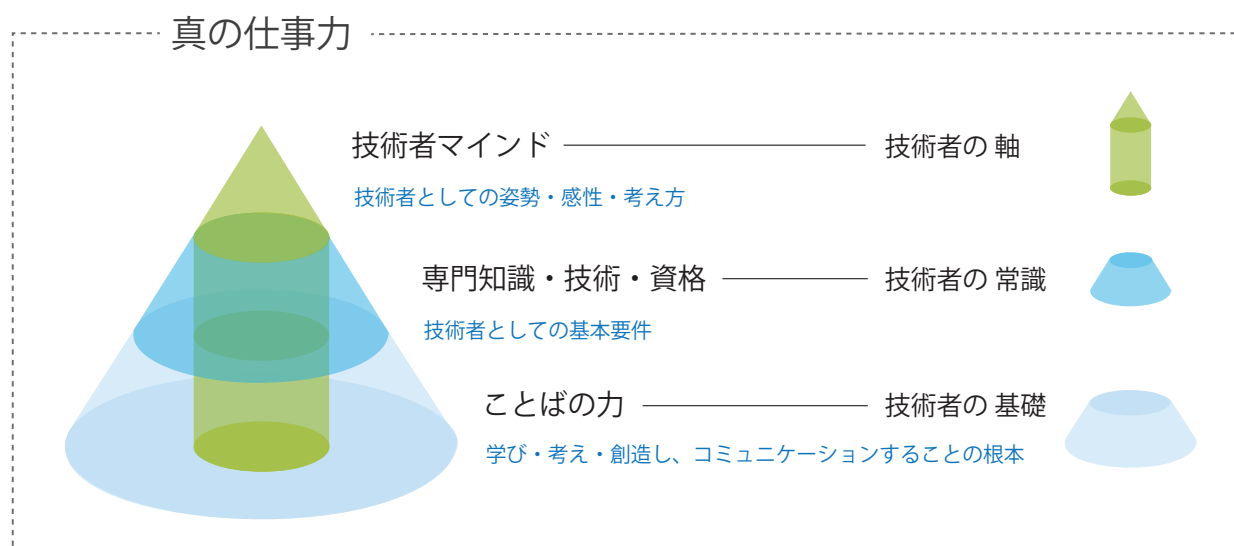 真の仕事力
技術者マインド
技術者の 軸
技術者としての姿勢・感性・考え方
専門知識・技術・資格
技術者の 常識
技術者としての基本要件
ことばの力
技術者の 基礎
学び・考え・創造し、コミュニケーションすることの根本